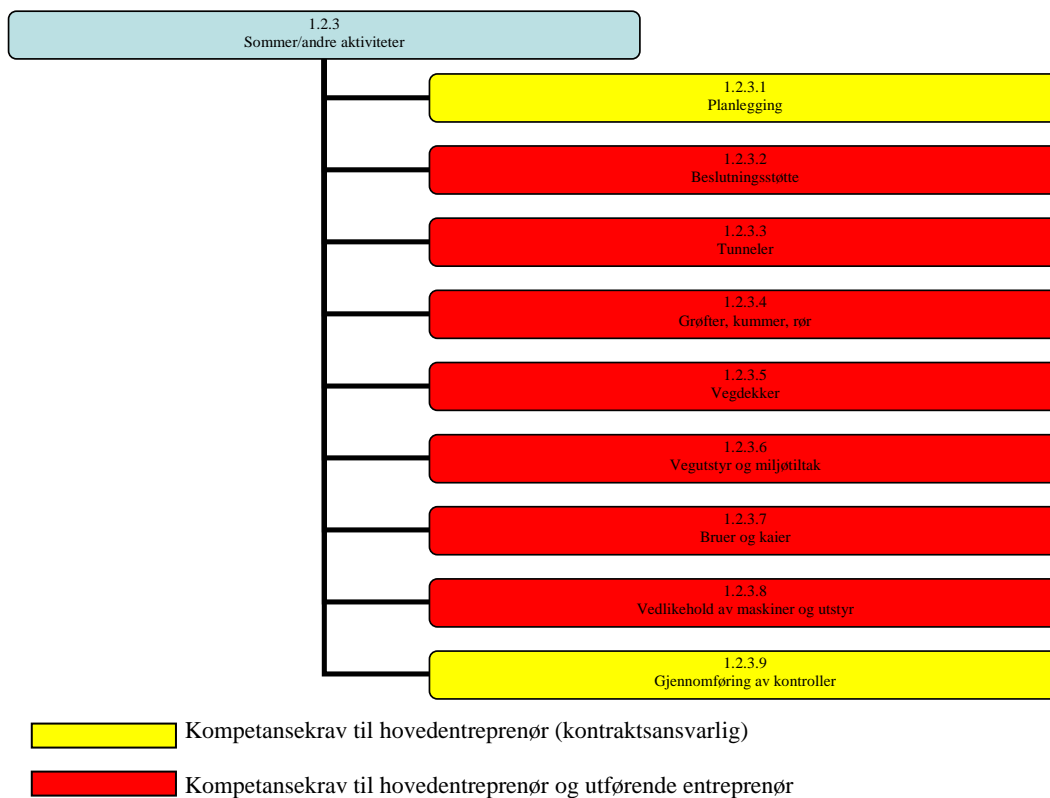 1.2.3
Sommer/andre aktiviteter
1.2.3.1
Planlegging
1.2.3.2
Beslutningsstøtte
1.2.3.3
Tunneler
1.2.3.4
Grøfter, kummer, rør
1.2.3.5
Vegdekker
1.2.3.6
Vegutstyr og miljøtiltak
1.2.3.7
Bruer og kaier
1.2.3.8
Vedlikehold av maskiner og utstyr
1.2.3.9
Gjennomføring av kontroller
Kompetansekrav til hovedentreprenør (kontraktsansvarlig)
Kompetansekrav til hovedentreprenør og utførende entreprenør